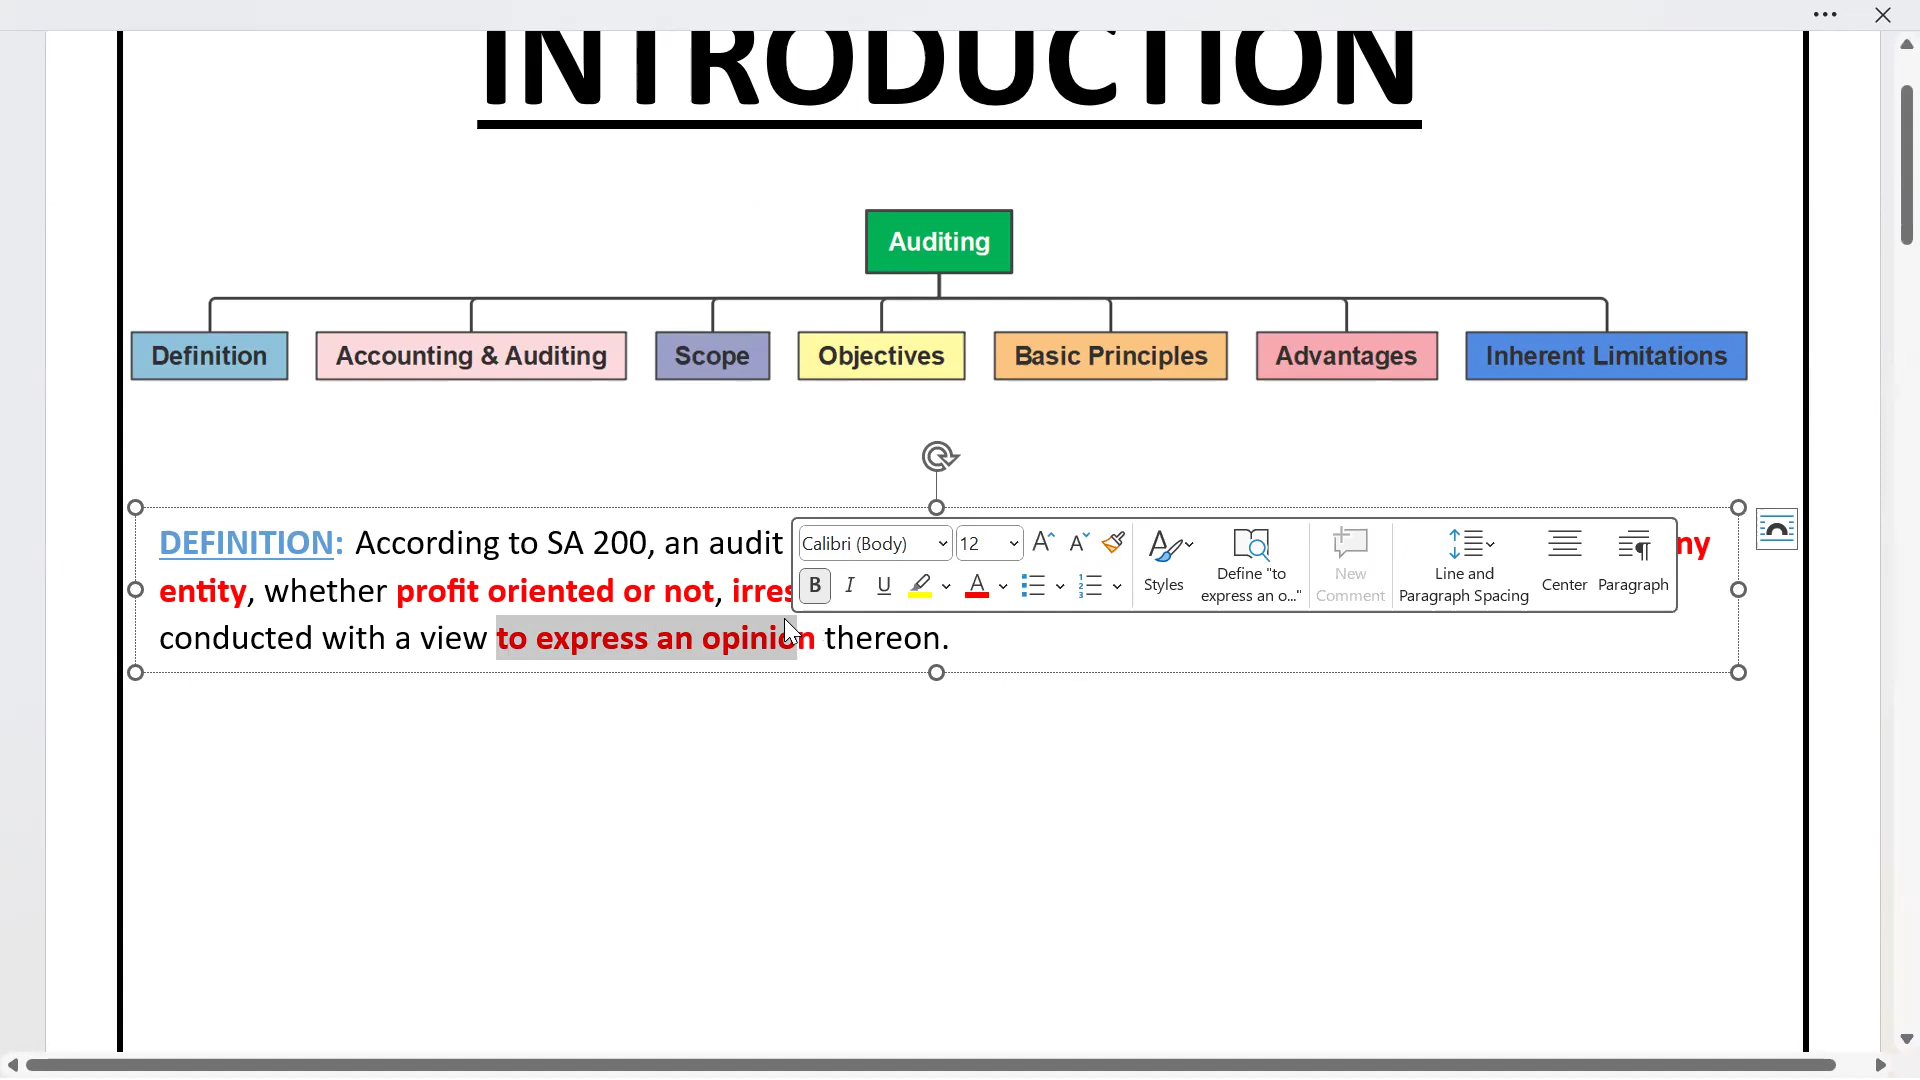 INTRODUCTION
Auditing
Definition Accounting & Auditing Scope Objectives Basic Principles Advantages Inherent Limitations
DEFINITION: According to SA 200, an audit
entity, whether profit oriented or not,
conducted with a view to express an opinion thereon.
Calibri (Body) 12
B I U A
Styles
Define "to
express an o..."
New
Comment
Line and
Paragraph Spacing
Center
Paragraph